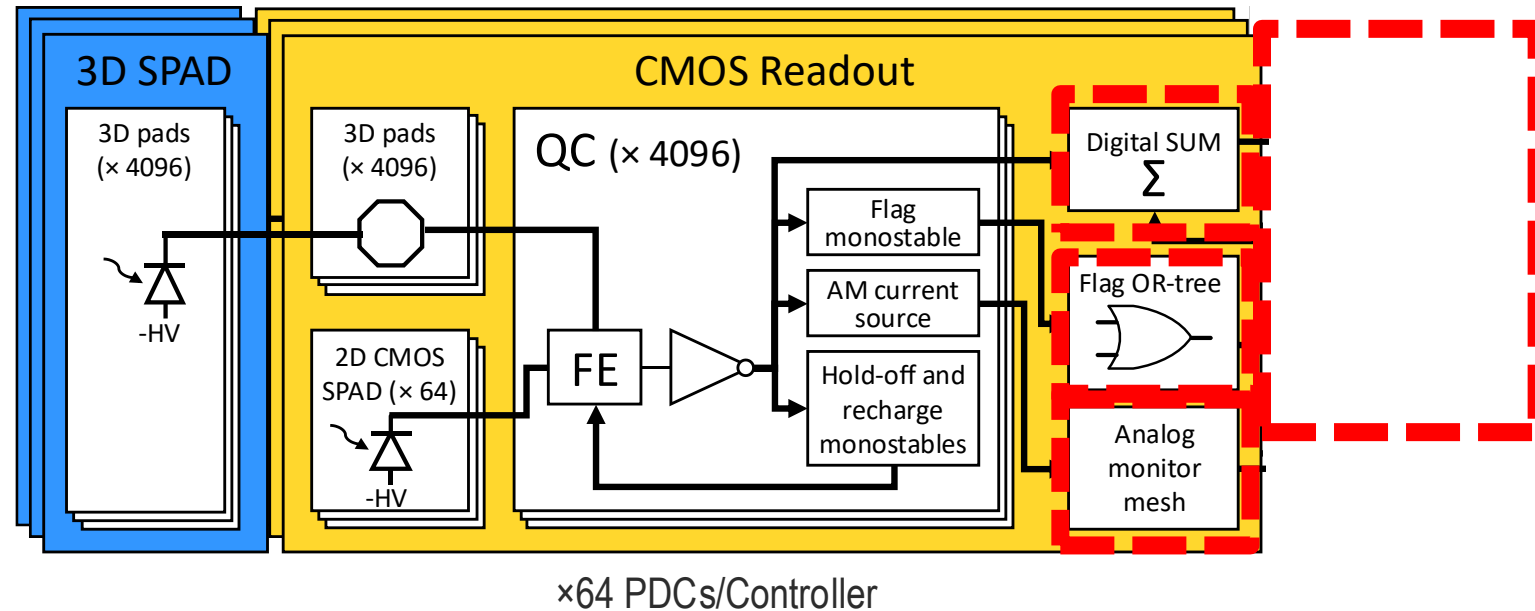 3D SPAD
3D pads
(× 4096)
-HV
CMOS Readout
3D pads
(× 4096)
2D CMOS
SPAD (× 64)
-HV
QC (× 4096)
FE
Flag
monostable
AM current
source
Hold-off and
recharge
monostables
Digital SUM
Σ
Flag OR-tree
Analog
monitor
mesh
×64 PDCs/Controller